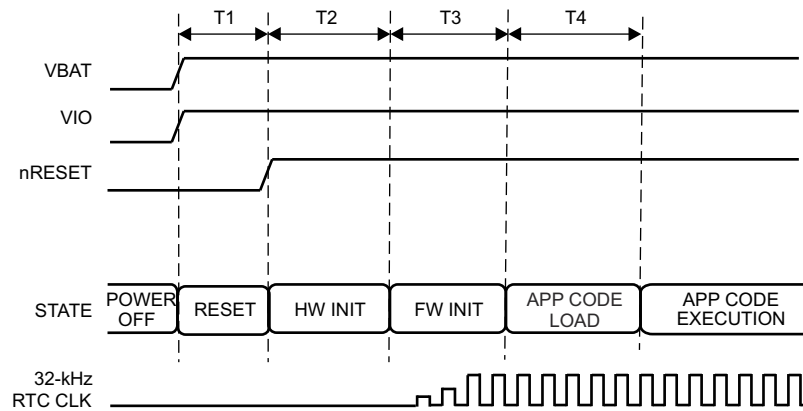 T1 T2 T3 T4
VBAT
VIO
nRESET
STATE
POWER
OFF
RESET
HW INIT
FW INIT
APP CODE
LOAD
APP CODE
EXECUTION
32-kHz
RTC CLK